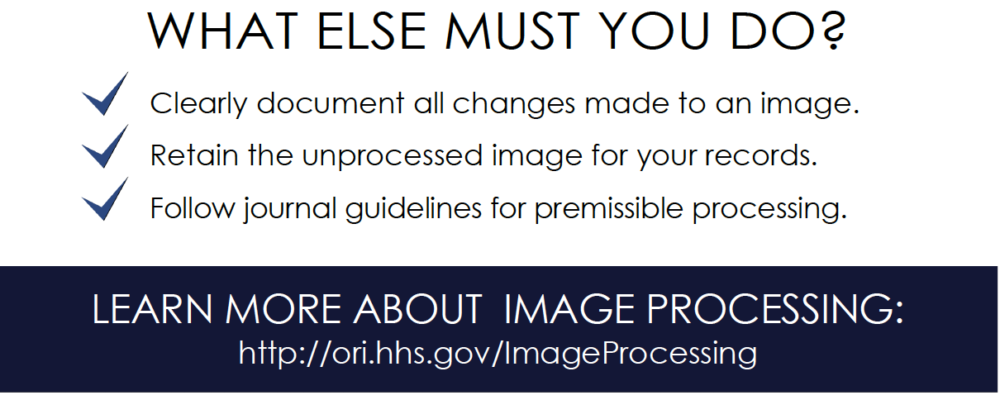 WHAT ELSE MUST YOU DO?
Clearly document all changes made to an image.
Retain the unprocessed image for your records.
Follow journal guidelines for premissible processing.
LEARN MORE ABOUT  IMAGE PROCESSING:
http://ori.hhs.gov/ImageProcessing